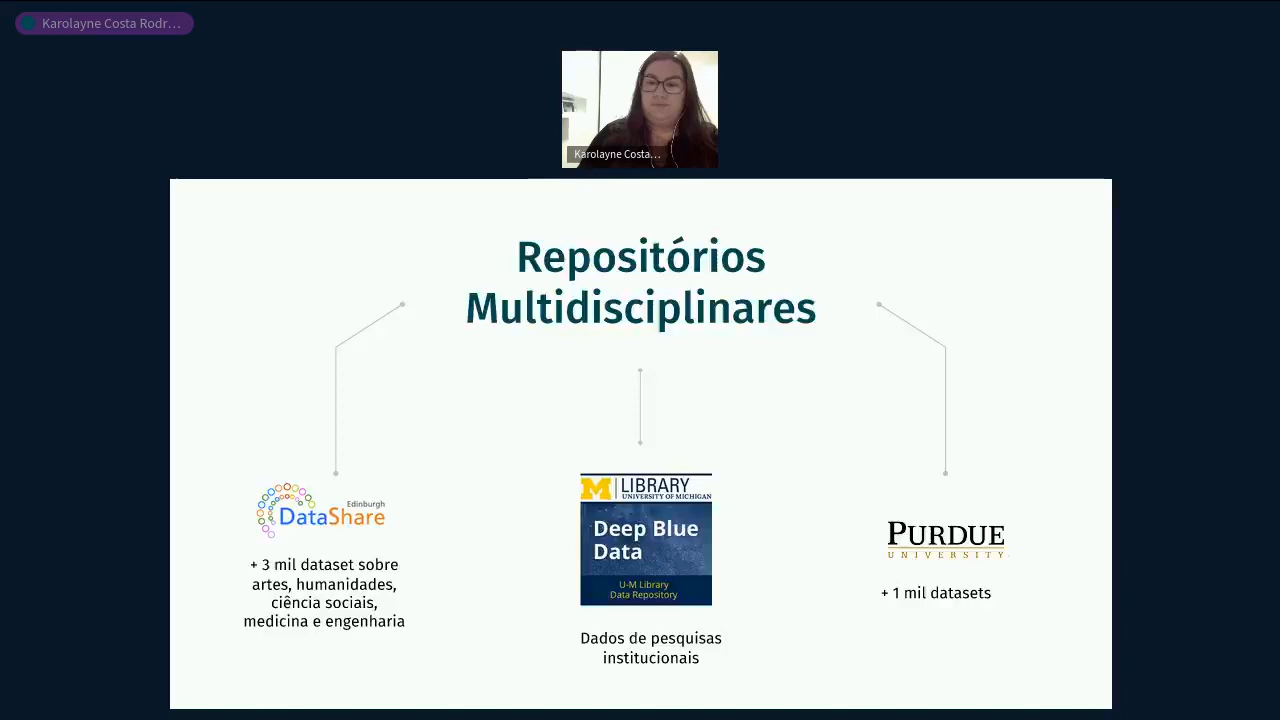 Karolayne Costa Rodr...
Karolayne Costa...
Repositórios
Multidisciplinares
Edinburgh
DataShare
+ 3 mil dataset sobre
artes, humanidades,
ciência sociais,
medicina e engenharia
M LIBRARY
UNIVERSITY OF MICHIGAN
Deep Blue
Data
U-M Library
Data Repository
Dados de pesquisas
institucionais
PURDUE
UNIVERSITY
+ 1 mil datasets